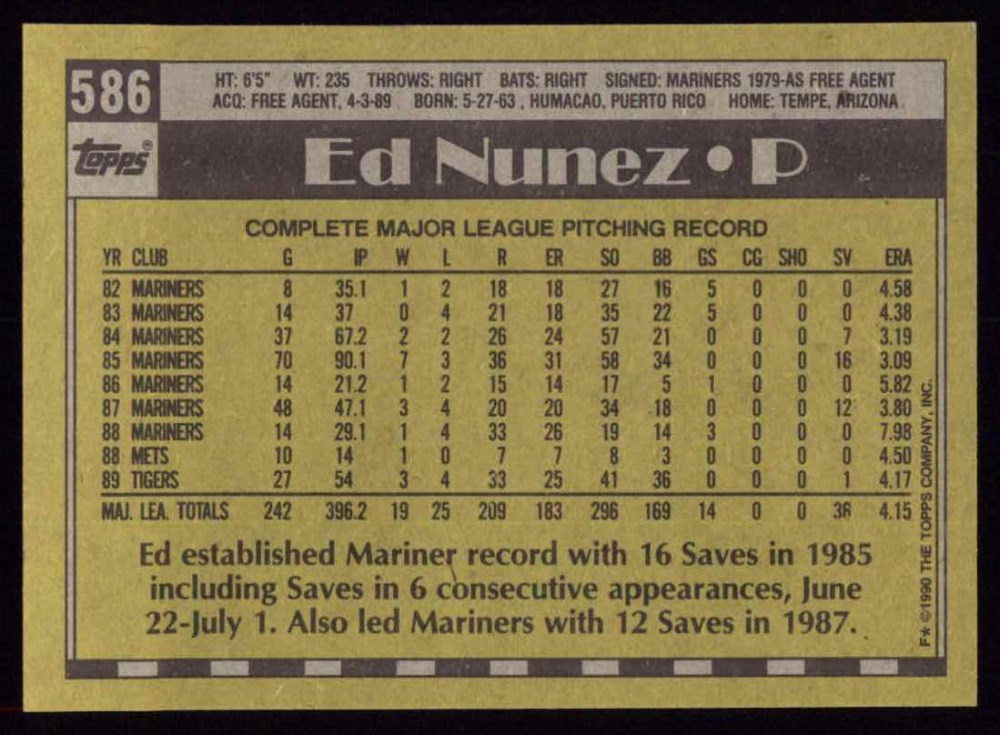 586
HT: 6'5" WT: 235 THROWS: RIGHT BATS: RIGHT SIGNED: MARINERS 1979-AS FREE AGENT
ACQ: FREE AGENT, 4-3-89 BORN: 5-27-63 , HUMACAO, PUERTO RICO HOME: TEMPE, ARIZONA
Topps®
Ed Nunez • P
COMPLETE MAJOR LEAGUE PITCHING RECORD
YR CLUB G IP W L R ER SO BB GS CG SHO SV ERA
82 MARINERS 8 35.1 1 2 18 18 27 16 5 0 0 0 4.58
83 MARINERS 14 37 0 4 21 18 35 22 5 0 0 0 4.38
84 MARINERS 37 67.2 2 2 26 24 57 21 0 0 0 7 3.19
85 MARINERS 70 90.1 7 3 36 31 58 34 0 0 0 16 3.09
86 MARINERS 14 21.2 1 2 15 14 17 5 1 0 0 0 5.82
87 MARINERS 48 47.1 3 4 20 20 34 18 0 0 0 12 3.80
88 MARINERS 14 29.1 1 4 33 26 19 14 3 0 0 0 7.98
88 METS 10 14 1 0 7 7 8 3 0 0 0 0 4.50
89 TIGERS 27 54 3 4 33 25 41 36 0 0 0 1 4.17
MAJ. LEA. TOTALS 242 396.2 19 25 209 183 296 169 14 0 0 36 4.15
Ed established Mariner record with 16 Saves in 1985
including Saves in 6 consecutive appearances, June
22-July 1. Also led Mariners with 12 Saves in 1987.
F* ©1990 THE TOPPS COMPANY, INC.